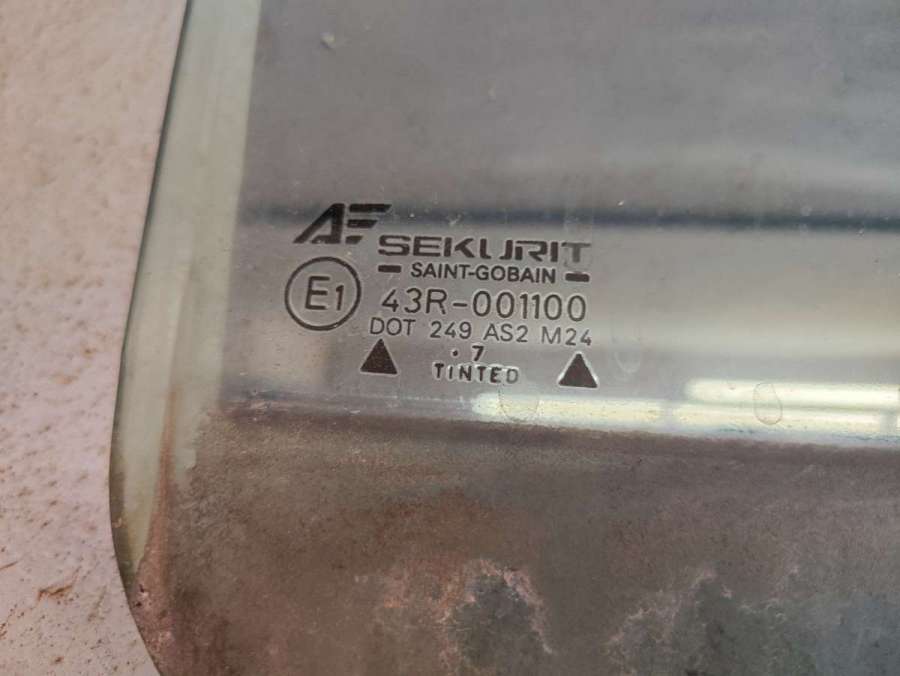 SEKURIT
SAINT-GOBAIN
E1
43R-001100
DOT 249 AS2 M24
. 7
TINTED